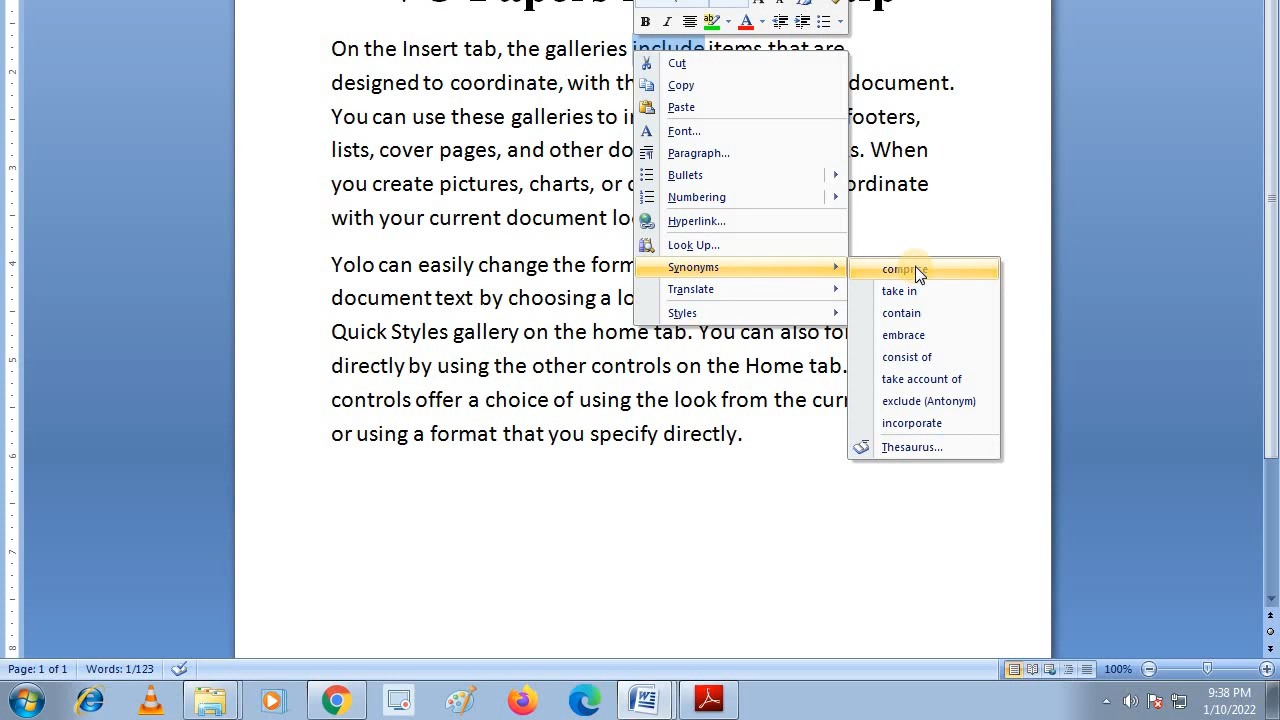 On the Insert tab, the galleries include items that are
designed to coordinate, with th document.
You can use these galleries to footers,
lists, cover pages, and other do s. When
you create pictures, charts, or ordinate
with your current document lo
Yolo can easily change the form
document text by choosing a lo
Quick Styles gallery on the home tab. You can also for
directly by using the other controls on the Home tab.
controls offer a choice of using the look from the curr
or using a format that you specify directly.
Cut
Copy
Paste
Font...
Paragraph...
Bullets
Numbering
Hyperlink...
Look Up...
Synonyms
Translate
Styles
comprise
take in
contain
embrace
consist of
take account of
exclude (Antonym)
incorporate
Thesaurus...
Page: 1 of 1 Words: 1/123 100%
9:38 PM
1/10/2022